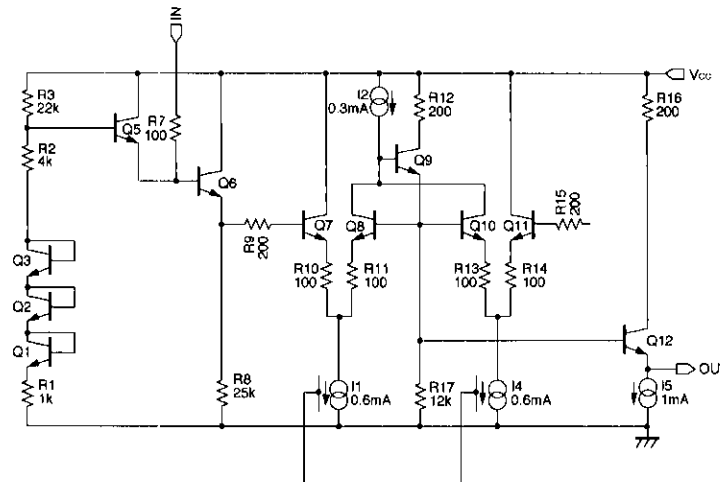 IN
Vcc
R3
22k
R2
4k
Q5
R7
100
Q6
I2
0.3mA
R12
200
Q9
R16
200
R9
200
Q7
Q8
Q10
Q11
R15
200
R10
100
R11
100
R13
100
R14
100
Q3
Q2
Q1
R1
1k
R8
25k
I1
0.6mA
R17
12k
I4
0.6mA
Q12
OU
I5
1mA